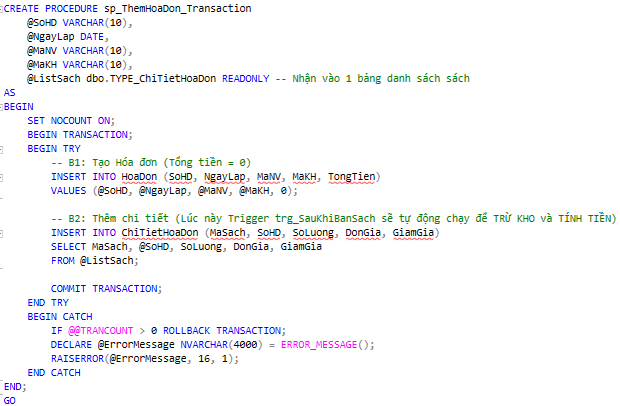 CREATE PROCEDURE sp_ThemHoaDon_Transaction
    @SoHD VARCHAR(10),
    @NgayLap DATE,
    @MaNV VARCHAR(10),
    @MaKH VARCHAR(10),
    @ListSach dbo.TYPE_ChiTietHoaDon READONLY -- Nhận vào 1 bảng danh sách sách
AS
BEGIN
    SET NOCOUNT ON;
    BEGIN TRANSACTION;
    BEGIN TRY
        -- B1: Tạo Hóa đơn (Tổng tiền = 0)
        INSERT INTO HoaDon (SoHD, NgayLap, MaNV, MaKH, TongTien)
        VALUES (@SoHD, @NgayLap, @MaNV, @MaKH, 0);

        -- B2: Thêm chi tiết (Lúc này Trigger trg_SauKhiBanSach sẽ tự động chạy để TRỪ KHO và TÍNH TIỀN)
        INSERT INTO ChiTietHoaDon (MaSach, SoHD, SoLuong, DonGia, GiamGia)
        SELECT MaSach, @SoHD, SoLuong, DonGia, GiamGia
        FROM @ListSach;

        COMMIT TRANSACTION;
    END TRY
    BEGIN CATCH
        IF @@TRANCOUNT > 0 ROLLBACK TRANSACTION;
        DECLARE @ErrorMessage NVARCHAR(4000) = ERROR_MESSAGE();
        RAISERROR(@ErrorMessage, 16, 1);
    END CATCH
END;
GO